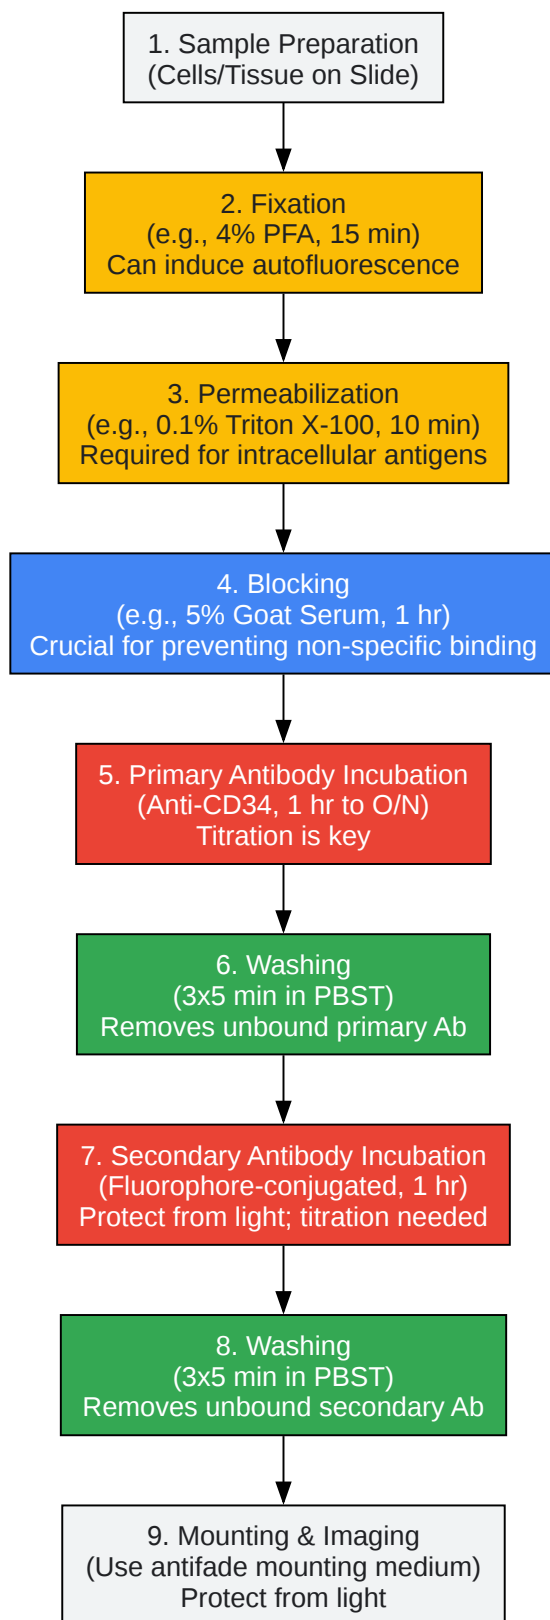 1. Sample Preparation
(Cells/Tissue on Slide)
2. Fixation
(e.g., 4% PFA, 15 min)
Can induce autofluorescence
3. Permeabilization
(e.g., 0.1% Triton X-100, 10 min)
Required for intracellular antigens
4. Blocking
(e.g., 5% Goat Serum, 1 hr)
Crucial for preventing non-specific binding
5. Primary Antibody Incubation
(Anti-CD34, 1 hr to O/N)
Titration is key
6. Washing
(3x5 min in PBST)
Removes unbound primary Ab
7. Secondary Antibody Incubation
(Fluorophore-conjugated, 1 hr)
Protect from light; titration needed
8. Washing
(3x5 min in PBST)
Removes unbound secondary Ab
9. Mounting & Imaging
(Use antifade mounting medium)
Protect from light